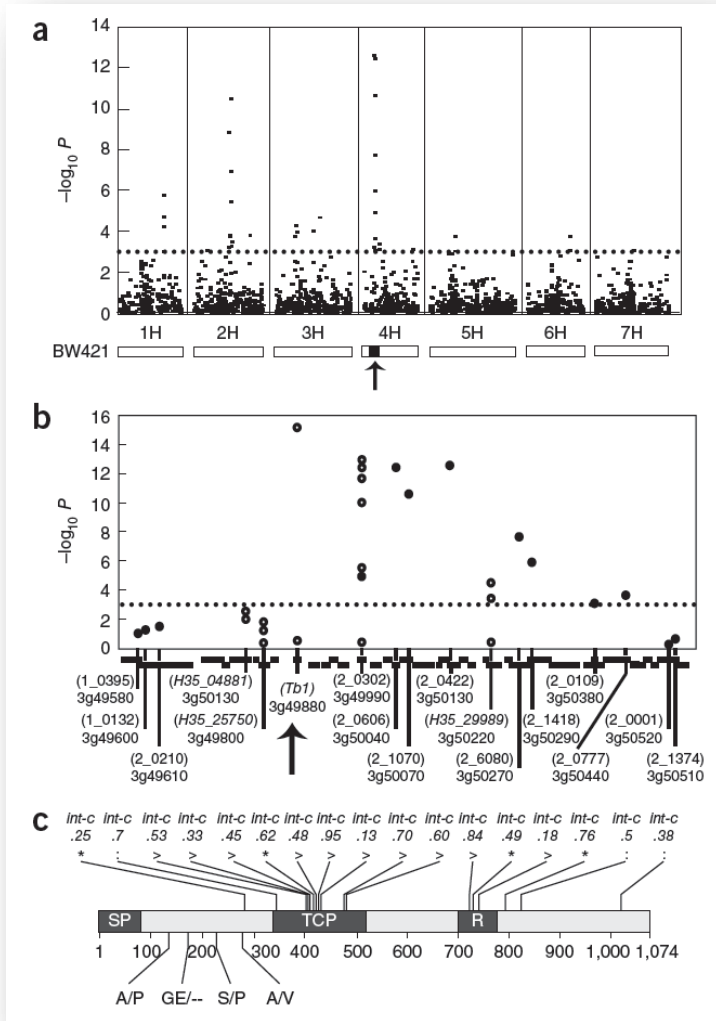 a
14
12
10
8
6
4
2
0
–log10 P
1H 2H 3H 4H 5H 6H 7H
BW421
b
16
14
12
10
8
6
4
2
0
–log10 P
(1_0395) (H35_04881) (Tb1) (2_0302) (2_0422) (2_0109)
3g49580 3g50130 3g49880 3g49990 3g50130 3g50380
(1_0132) (H35_25750) (2_0606) (H35_29989) (2_1418) (2_0001)
3g49600 3g49800 3g50040 3g50220 3g50290 3g50520
(2_0210) (2_1070) (2_6080) (2_0777) (2_1374)
3g49610 3g50070 3g50270 3g50440 3g50510
c
int-c int-c int-c int-c int-c int-c int-c int-c int-c int-c int-c int-c int-c int-c int-c int-c int-c
.25 .7 .53 .33 .45 .62 .48 .95 .13 .70 .60 .84 .49 .18 .76 .5 .38
* : > > > * > > > > > > * > * : :
SP TCP R
1 100 200 300 400 500 600 700 800 900 1,000 1,074
A/P GE/-- S/P A/V